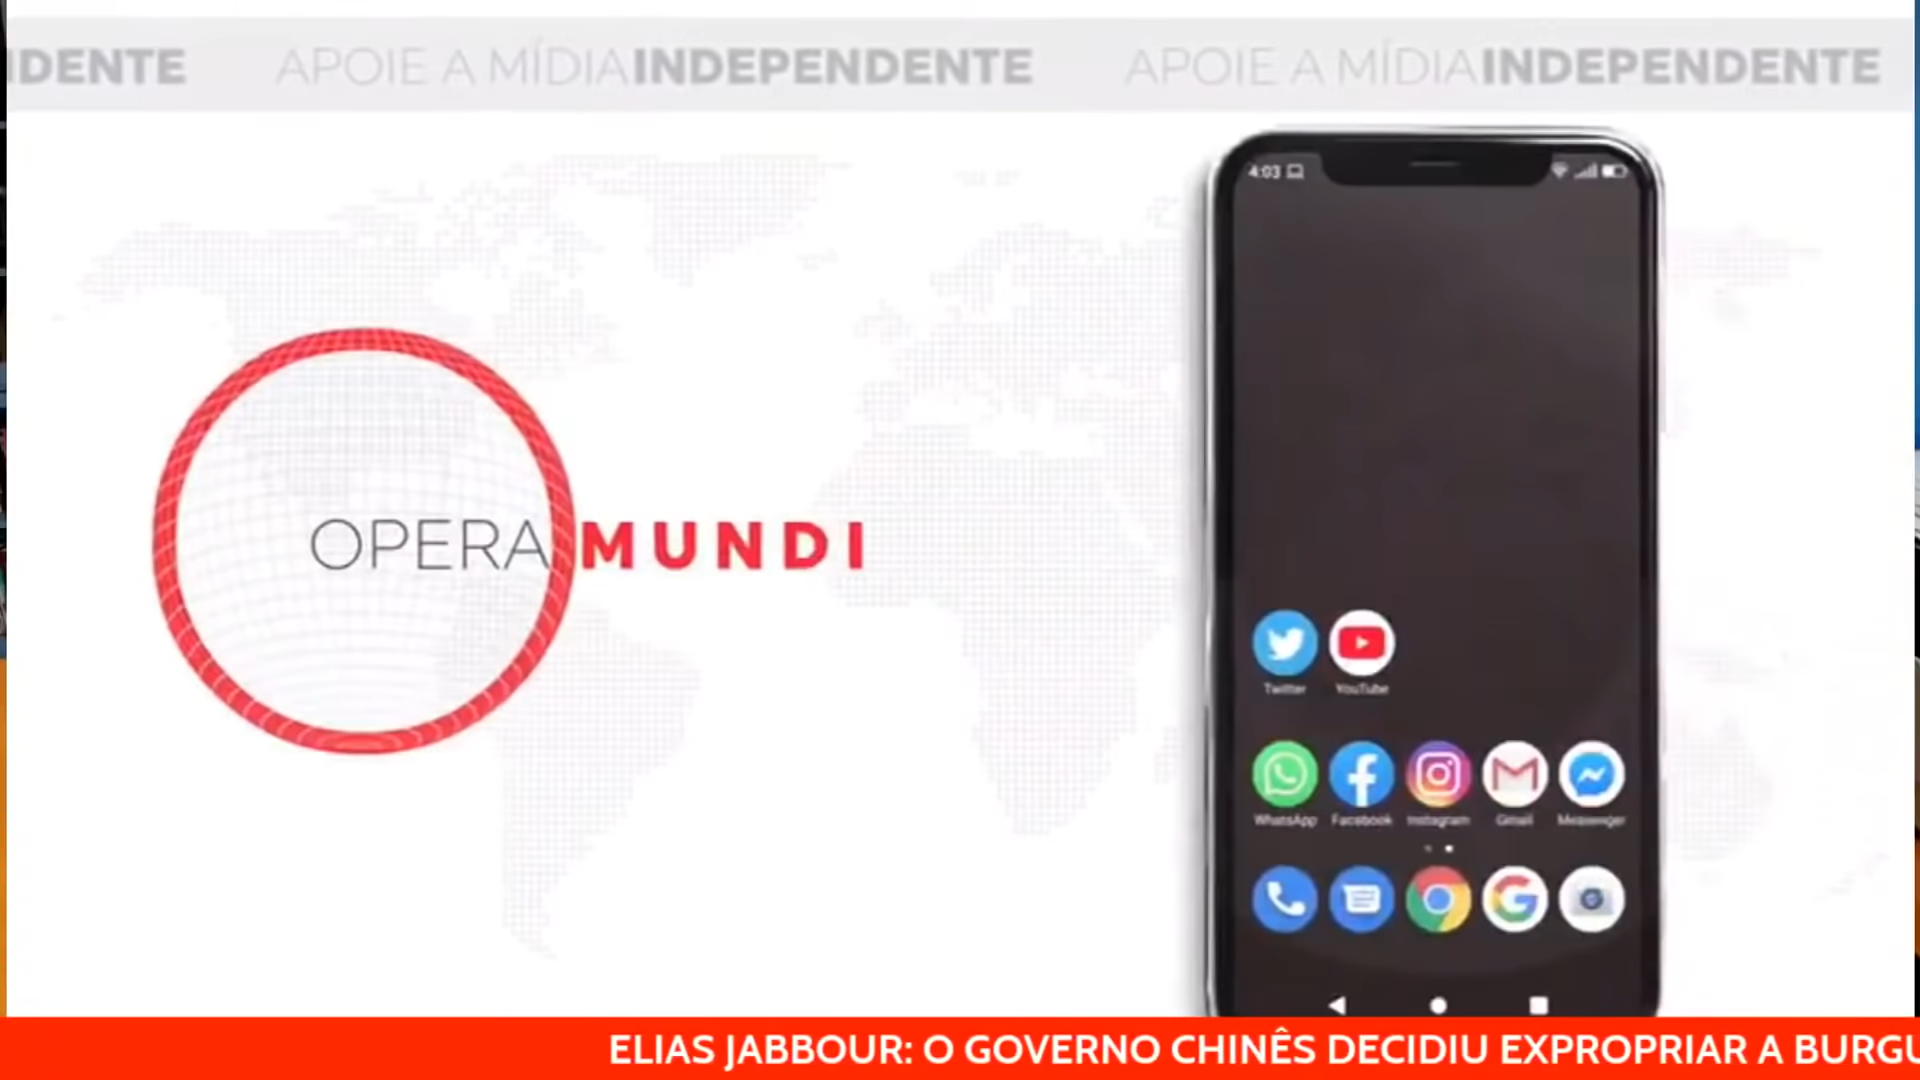 IDENTE APOIE A MÍDIA INDEPENDENTE APOIE A MÍDIA INDEPENDENTE
4:03
OPERA MUNDI
Twitter YouTube
WhatsApp Facebook Instagram Gmail Messenger
ELIAS JABBOUR: O GOVERNO CHINÊS DECIDIU EXPROPRIAR A BURGU